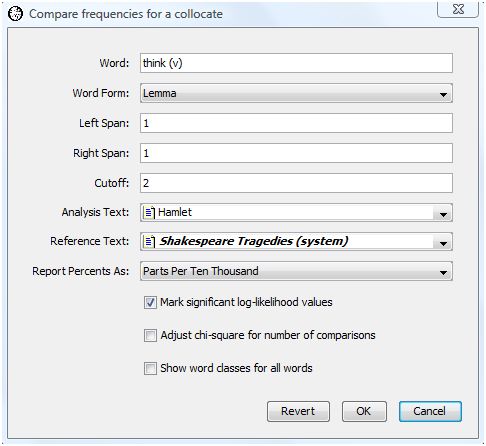 Compare frequencies for a collocate
Word: think (v)
Word Form: Lemma
Left Span: 1
Right Span: 1
Cutoff: 2
Analysis Text: Hamlet
Reference Text: Shakespeare Tragedies (system)
Report Percents As: Parts Per Ten Thousand
Mark significant log-likelihood values
Adjust chi-square for number of comparisons
Show word classes for all words
Revert OK Cancel